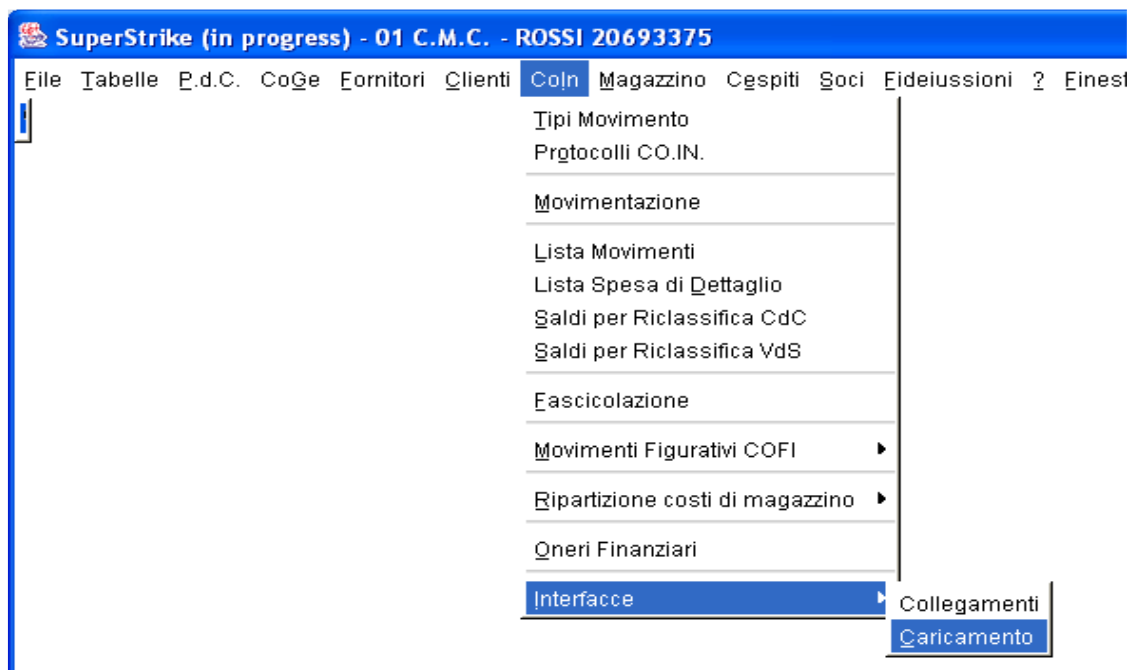 SuperStrike (in progress) - 01 C.M.C. - ROSSI 20693375
File Tabelle P.d.C. CoGe Fornitori Clienti CoIn Magazzino Cespiti Soci Fideiussioni ? Finest
Tipi Movimento
Protocolli CO.IN.
Movimentazione
Lista Movimenti
Lista Spesa di Dettaglio
Saldi per Riclassifica CdC
Saldi per Riclassifica VdS
Fascicolazione
Movimenti Figurativi COFI
Ripartizione costi di magazzino
Oneri Finanziari
Interfacce
Collegamenti
Caricamento